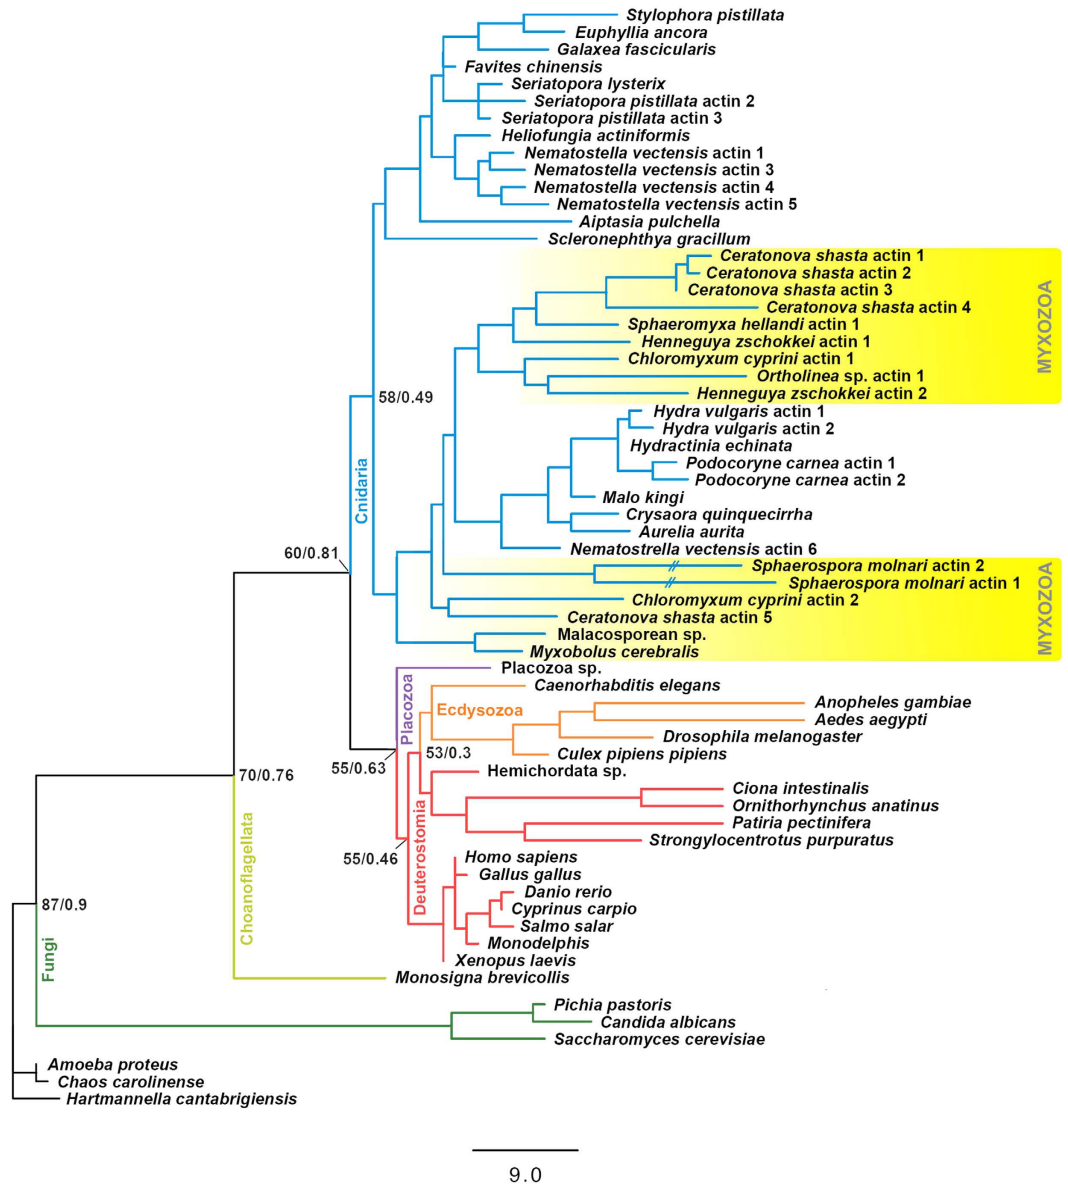 Stylophora pistillata
Euphyllia ancora
Galaxea fascicularis
Favites chinensis
Seriatopora lysterix
Seriatopora pistillata actin 2
Seriatopora pistillata actin 3
Heliofungia actiniformis
Nematostella vectensis actin 1
Nematostella vectensis actin 3
Nematostella vectensis actin 4
Nematostella vectensis actin 5
Aiptasia pulchella
Scleronephthya gracillum
Ceratonova shasta actin 1
Ceratonova shasta actin 2
Ceratonova shasta actin 3
Ceratonova shasta actin 4
Sphaeromyxa hellandi actin 1
Henneguya zschokkei actin 1
Chloromyxum cyprini actin 1
Ortholinea sp. actin 1
Henneguya zschokkei actin 2
MYXOZOA
58/0.49
Hydra vulgaris actin 1
Hydra vulgaris actin 2
Hydractinia echinata
Podocoryne carnea actin 1
Podocoryne carnea actin 2
Malo kingi
Crysaora quinquecirrha
Aurelia aurita
Nematostrella vectensis actin 6
Cnidaria
60/0.81
Sphaerospora molnari actin 2
Sphaerospora molnari actin 1
Chloromyxum cyprini actin 2
Ceratonova shasta actin 5
Malacosporean sp.
Myxobolus cerebralis
MYXOZOA
Placozoa sp.
Placozoa
Caenorhabditis elegans
Ecdysozoa
Anopheles gambiae
Aedes aegypti
Drosophila melanogaster
Culex pipiens pipiens
53/0.3
55/0.63
70/0.76
Hemichordata sp.
Ciona intestinalis
Ornithorhynchus anatinus
Patiria pectinifera
Strongylocentrotus purpuratus
Deuterostomia
55/0.46
Homo sapiens
Gallus gallus
Danio rerio
Cyprinus carpio
Salmo salar
Monodelphis
Xenopus laevis
Choanoflagellata
87/0.9
Monosigna brevicollis
Fungi
Pichia pastoris
Candida albicans
Saccharomyces cerevisiae
Amoeba proteus
Chaos carolinense
Hartmannella cantabrigiensis
9.0